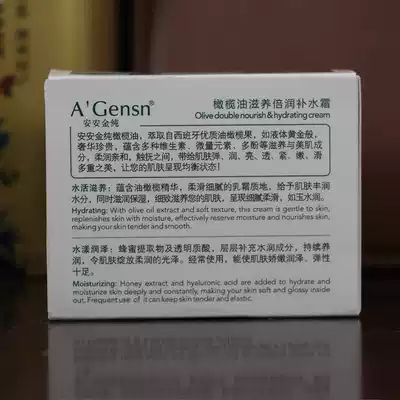 A'Gensn®
安安金纯
橄榄油滋养倍润补水霜
Olive double nourish & hydrating cream
安安金纯橄榄油，萃取自西班牙优质油橄榄果，如液体黄金般，
奢华珍贵，蕴含多种维生素、微量元素，多酚等滋养与美肌成
分，柔润亲和，触抚之间，带给肌肤弹、润、亮、透、紧、嫩、滑
多重之美，让您的肌肤呈现均衡状态！
水活滋养：蕴含油橄榄精华，柔滑细腻的乳霜质地，给予肌肤丰润
水分，同时滋润保湿，细致滋养您的肌肤，呈现细腻柔滑，如玉水润。
Hydrating: With olive oil extract and soft texture, this cream is gentle to skin,
replenishes skin with moisture, effectively reserve moisture and nourishes skin,
making your skin tender and smooth.
水漾润泽：蜂蜜提取物及透明质酸，层层补充水润成分，持续养
润，令肌肤绽放柔润的光泽。经常使用，能使肌肤娇嫩润泽、弹性
十足。
Moisturizing: Honey extract and hyaluronic acid are added to hydrate and
moisturize skin deeply and constantly, making your skin soft and glossy inside
out. Frequent use of it can keep skin tender and elastic.